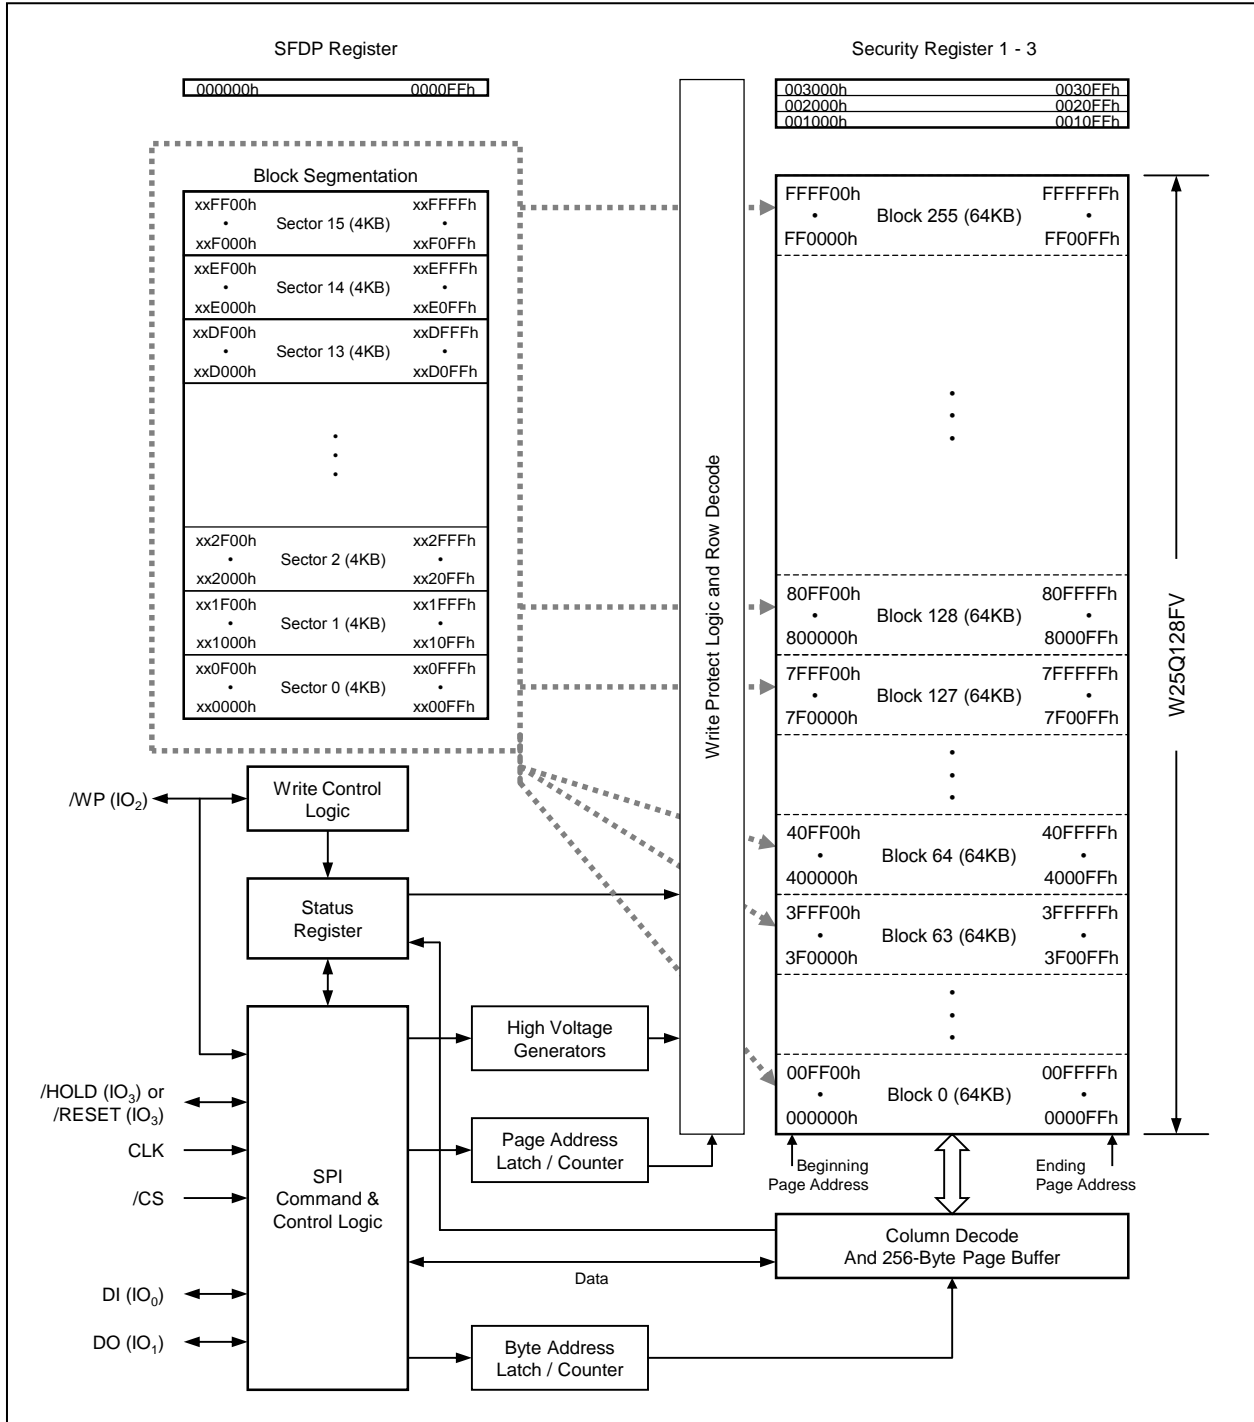 SFDP Register
000000h 0000FFh
Security Register 1 - 3
003000h 0030FFh
002000h 0020FFh
001000h 0010FFh
Block Segmentation
xxFF00h xxFFFFh
• Sector 15 (4KB) •
xxF000h xxF0FFh
xxEF00h xxEFFFh
• Sector 14 (4KB) •
xxE000h xxE0FFh
xxDF00h xxDFFFh
• Sector 13 (4KB) •
xxD000h xxD0FFh
xx2F00h xx2FFFh
• Sector 2 (4KB) •
xx2000h xx20FFh
xx1F00h xx1FFFh
• Sector 1 (4KB) •
xx1000h xx10FFh
xx0F00h xx0FFFh
• Sector 0 (4KB) •
xx0000h xx00FFh
Write Protect Logic and Row Decode
FFFF00h FFFFFFh
• Block 255 (64KB) •
FF0000h FF00FFh
80FF00h 80FFFFh
• Block 128 (64KB) •
800000h 8000FFh
7FFF00h 7FFFFFh
• Block 127 (64KB) •
7F0000h 7F00FFh
40FF00h 40FFFFh
• Block 64 (64KB) •
400000h 4000FFh
3FFF00h 3FFFFFh
• Block 63 (64KB) •
3F0000h 3F00FFh
00FF00h 00FFFFh
• Block 0 (64KB) •
000000h 0000FFh
W25Q128FV
Beginning
Page Address
Ending
Page Address
/WP (IO2)
Write Control
Logic
Status
Register
High Voltage
Generators
/HOLD (IO3) or
/RESET (IO3)
CLK
/CS
DI (IO0)
DO (IO1)
SPI
Command &
Control Logic
Page Address
Latch / Counter
Column Decode
And 256-Byte Page Buffer
Data
Byte Address
Latch / Counter